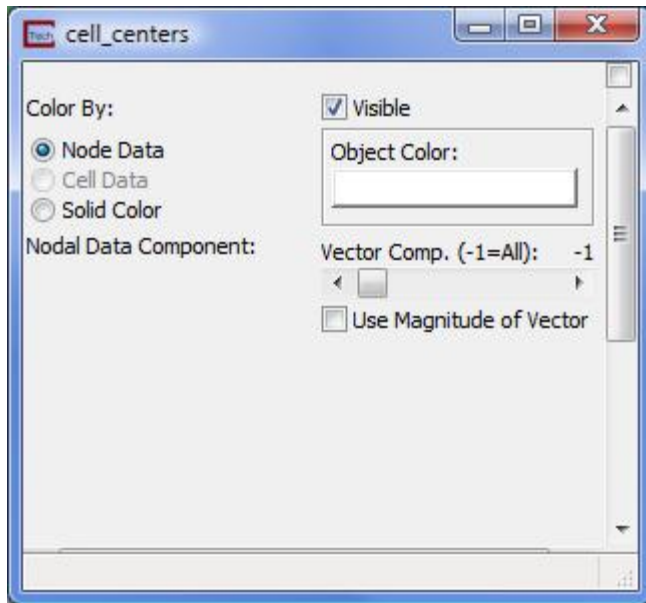 cell_centers
Color By:
Visible
Node Data
Object Color:
Cell Data
Solid Color
Nodal Data Component:
Vector Comp. (-1=All): -1
Use Magnitude of Vector